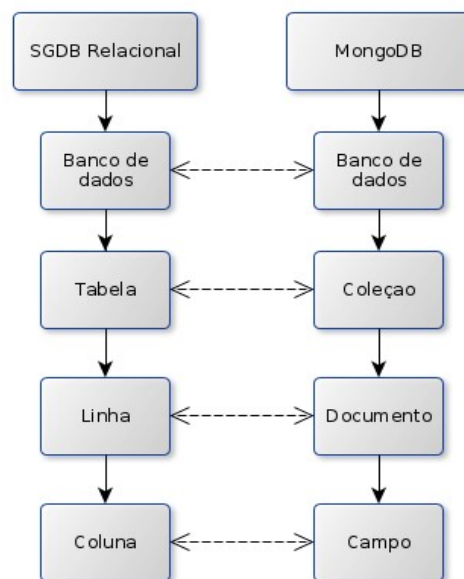 SGDB Relacional
MongoDB
Banco de
dados
Banco de
dados
Tabela
Coleçao
Linha
Documento
Coluna
Campo